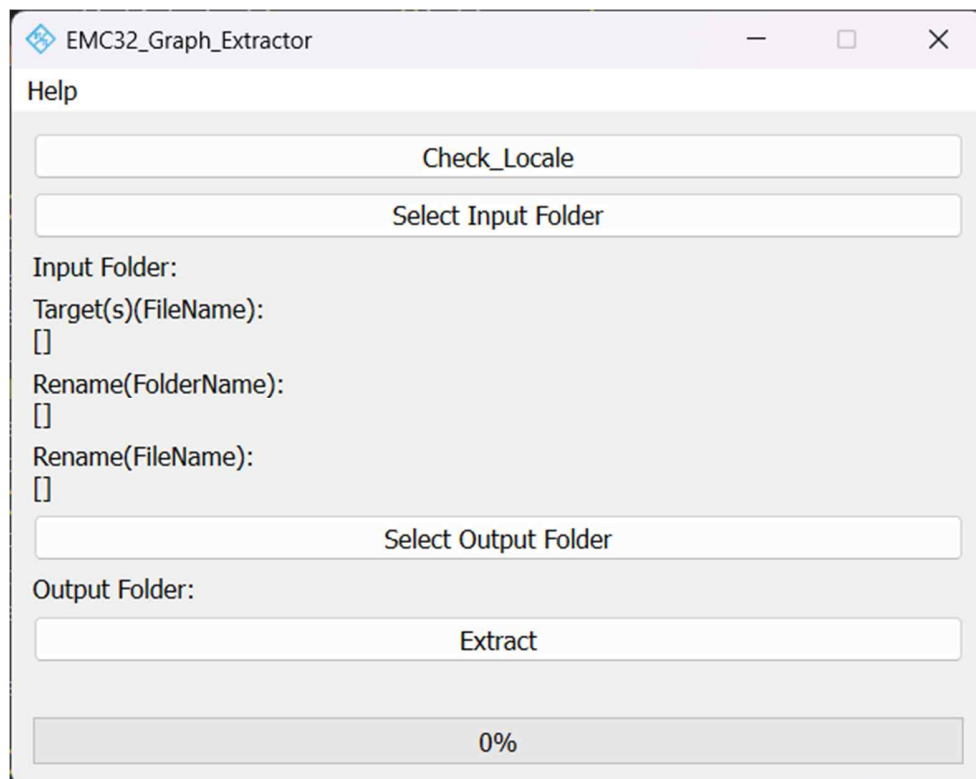 EMC32_Graph_Extractor
Help
Check_Locale
Select Input Folder
Input Folder:
Target(s)(FileName):
[]
Rename(FolderName):
[]
Rename(FileName):
[]
Select Output Folder
Output Folder:
Extract
0%